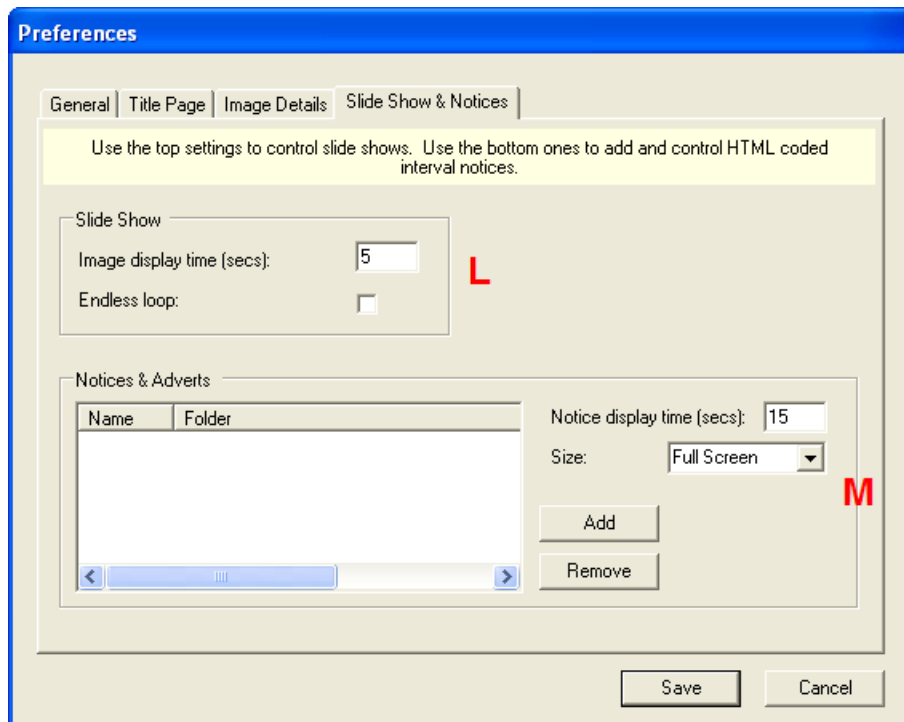 Preferences
General Title Page Image Details Slide Show & Notices
Use the top settings to control slide shows. Use the bottom ones to add and control HTML coded
interval notices.
Slide Show
Image display time (secs): 5
L
Endless loop:
Notices & Adverts
Name Folder
Notice display time (secs): 15
Size: Full Screen
M
Add
Remove
Save Cancel